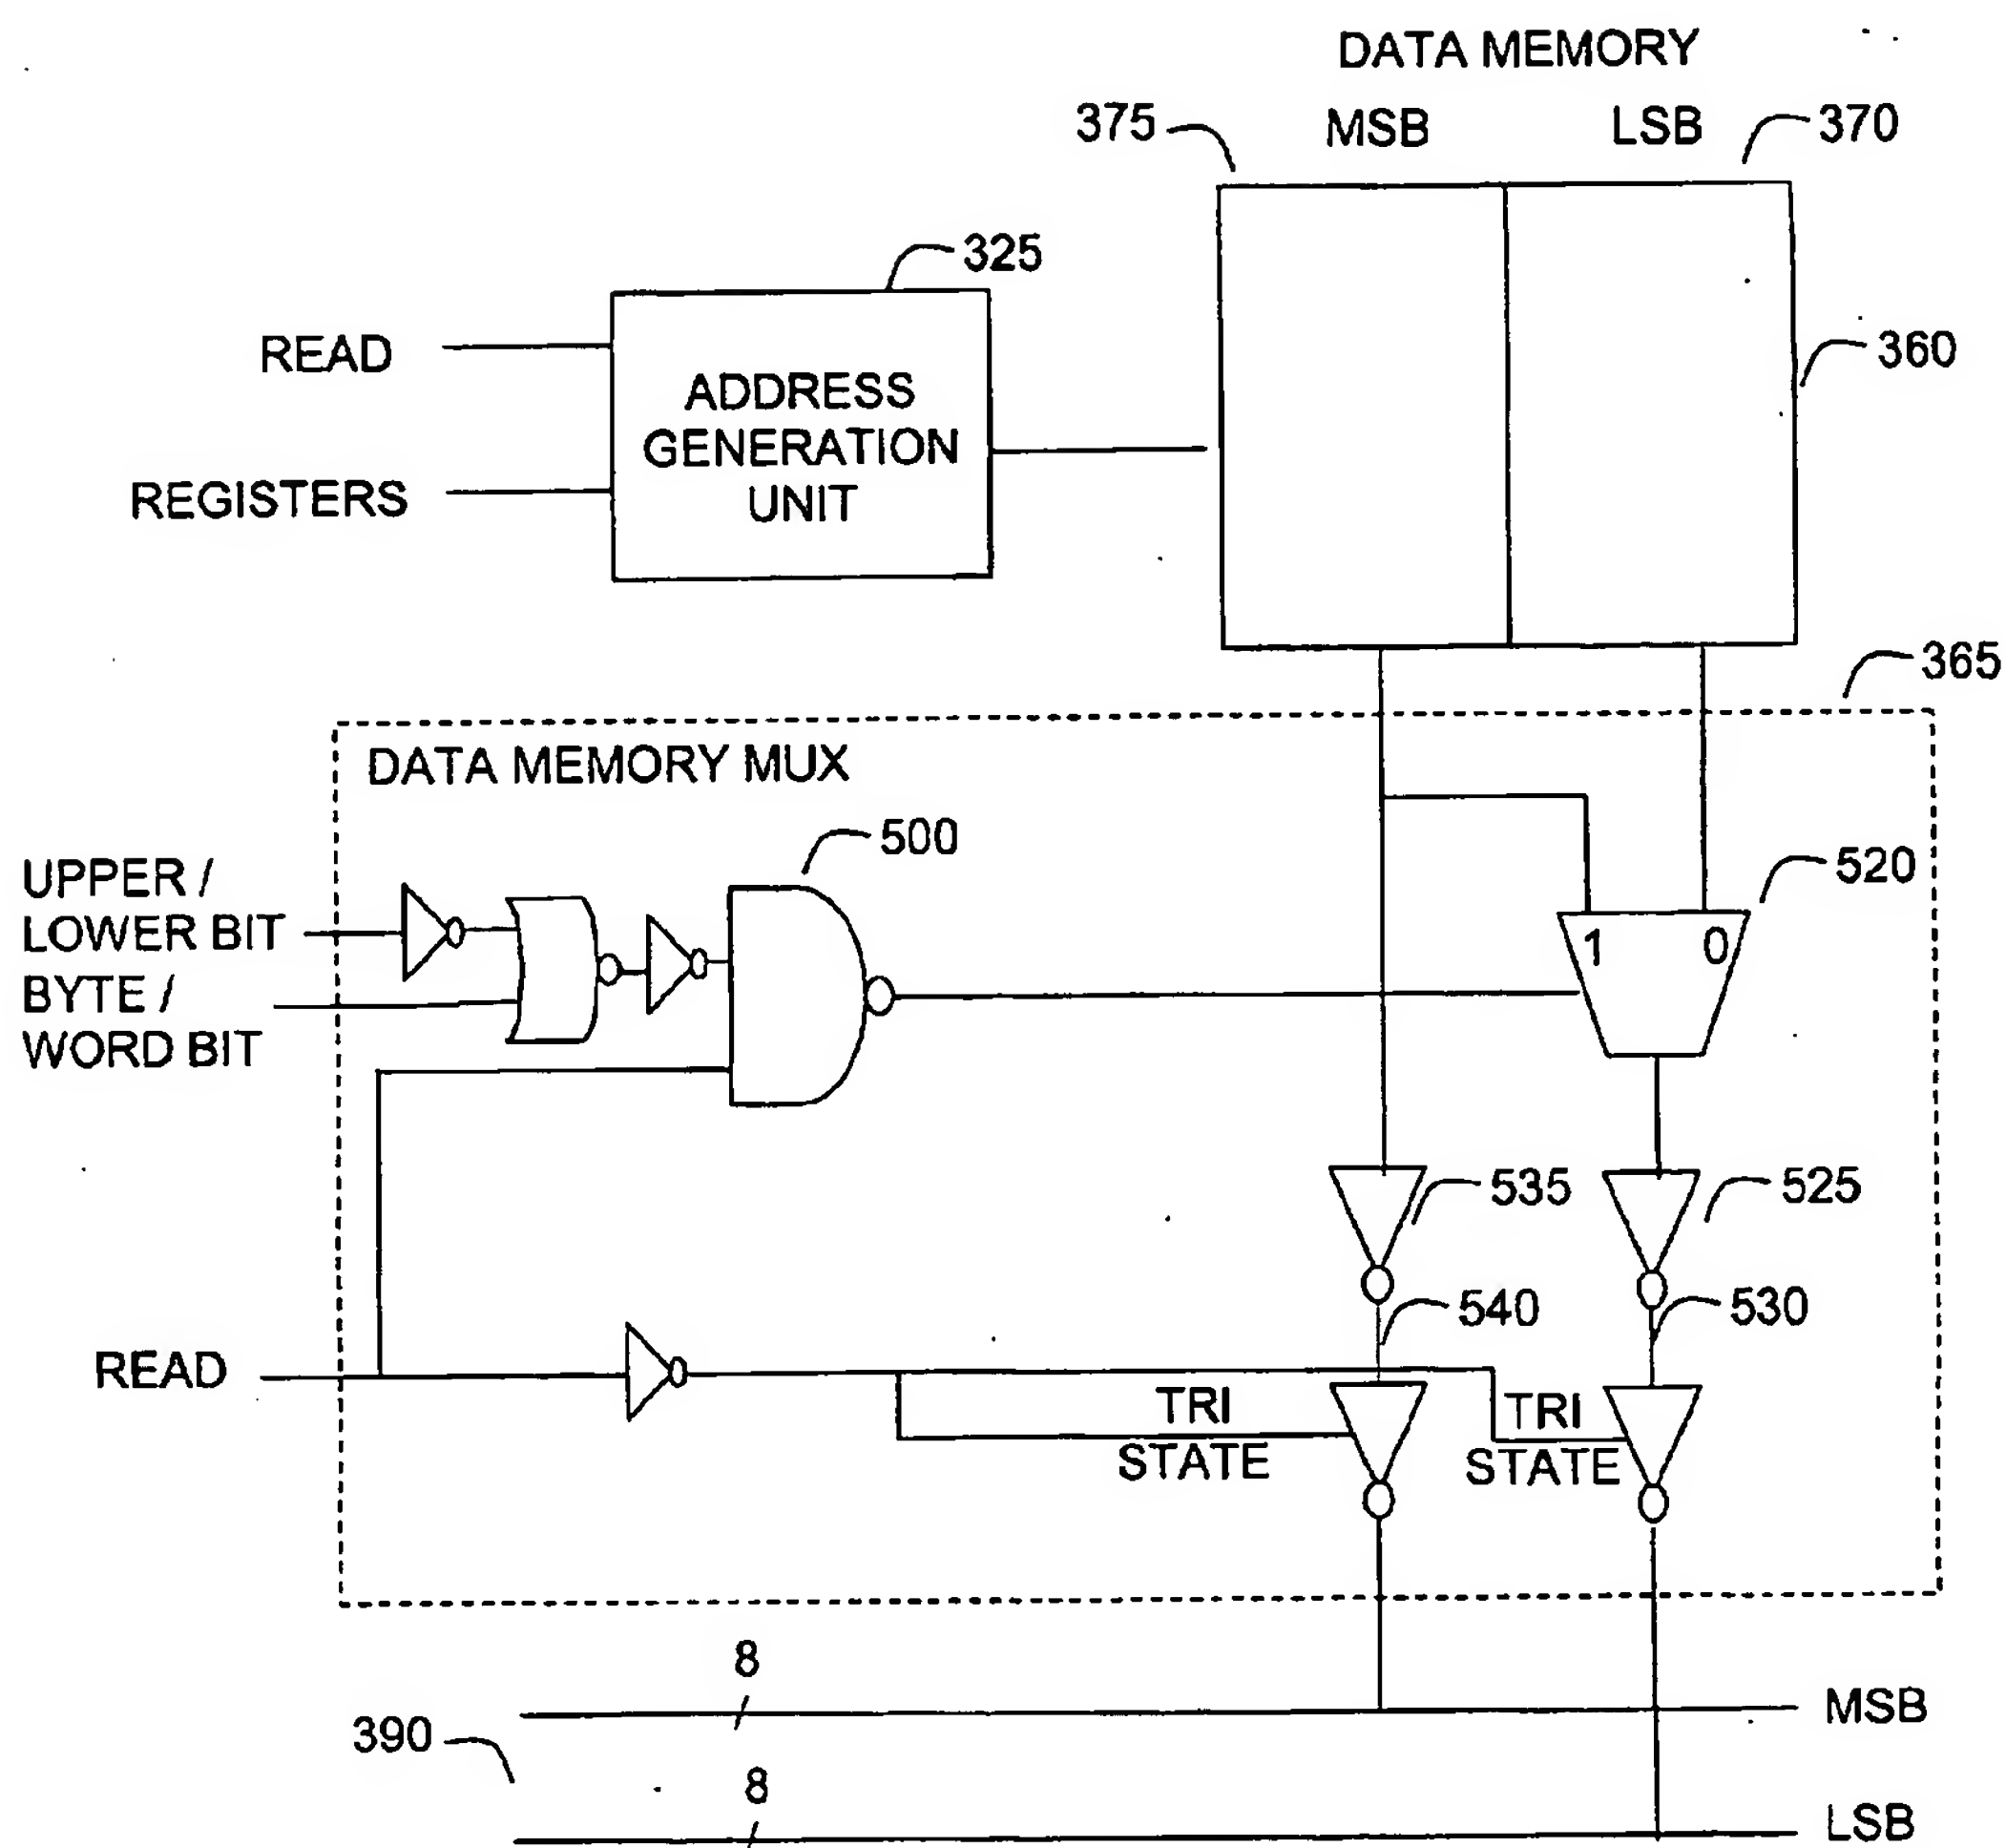 DATA MEMORY
375
MSB
LSB
370
325
READ
ADDRESS
GENERATION
UNIT
REGISTERS
360
365
DATA MEMORY MUX
500
UPPER /
LOWER BIT
BYTE /
WORD BIT
520
1
0
535
525
540
530
READ
TRI
STATE
TRI
STATE
8
MSB
390
8
LSB